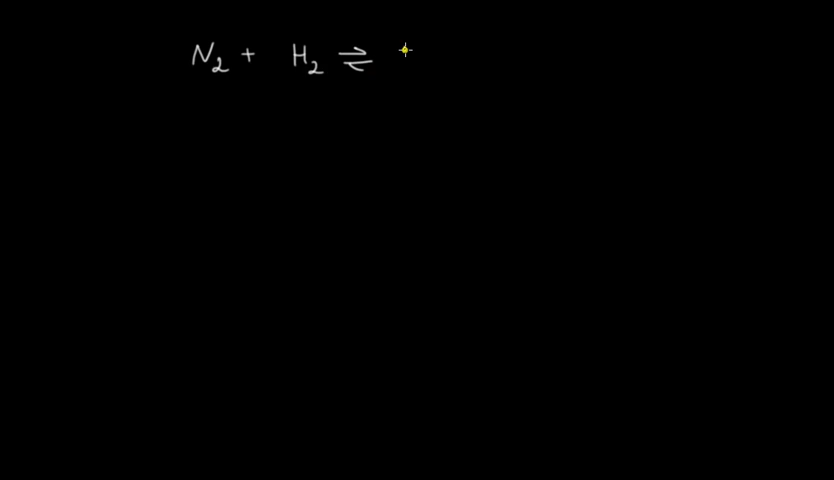 N₂ + H₂ ⇌